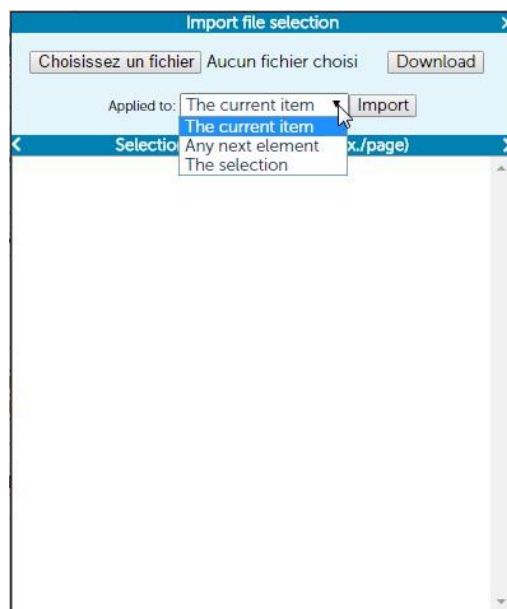 Import file selection
Choisissez un fichier Aucun fichier choisi Download
Applied to: The current item Import
The current item
Selectio x./page)
Any next element
The selection